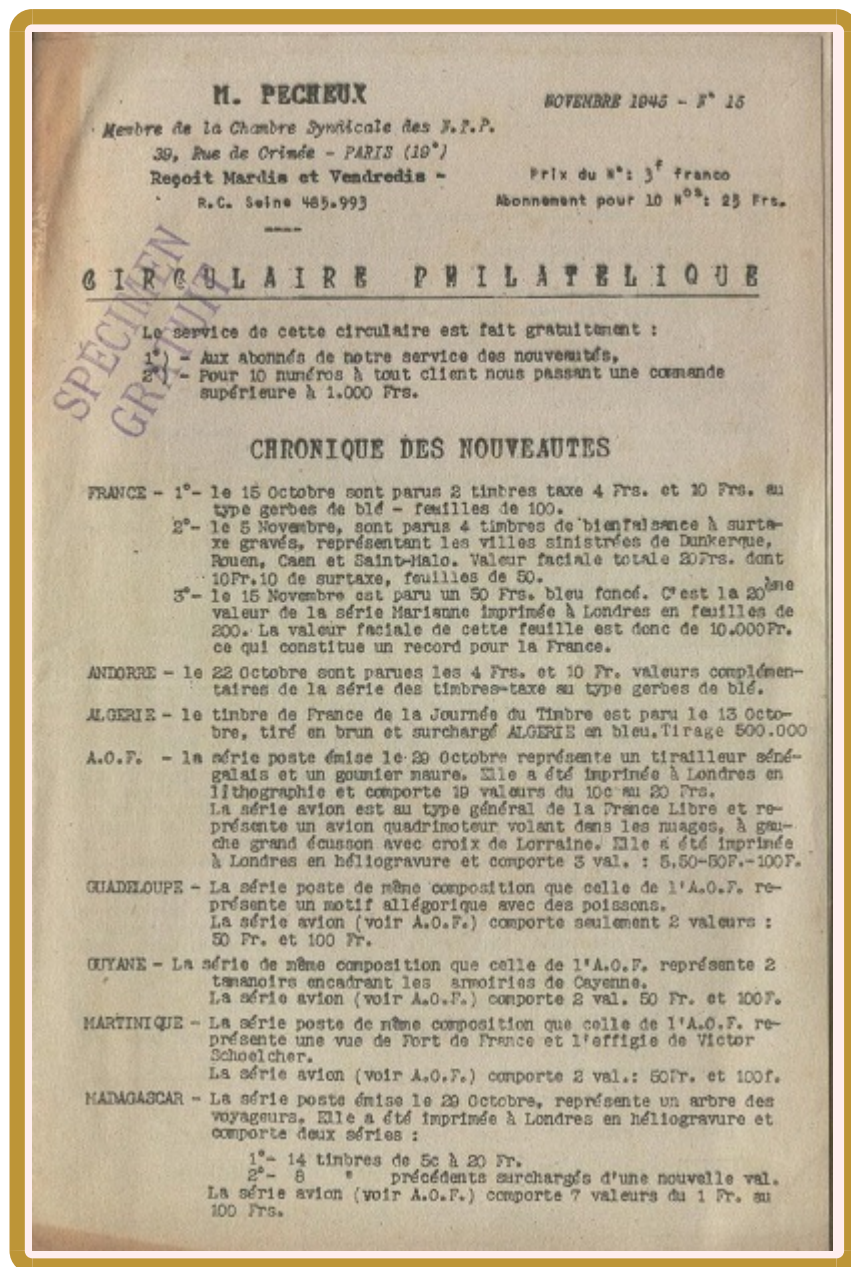 M. PECHEUX
NOVEMBRE 1945 - N° 15
Membre de la Chambre Syndicale des N.P.P.
39, Rue de Crimée - PARIS (19°)
Reçoit Mardis et Vendredis -
Prix du N°: 3f franco
R.C. Seine 485.993
Abonnement pour 10 Nos: 25 Frs.
SPÉCIMEN
GRATUIT
CIRCULAIRE PHILATELIQUE
Le service de cette circulaire est fait gratuitement :
1°) - Aux abonnés de notre service des nouveautés,
2°) - Pour 10 numéros à tout client nous passant une commande
supérieure à 1.000 Frs.
CHRONIQUE DES NOUVEAUTES
FRANCE - 1°- le 15 Octobre sont parus 2 timbres taxe 4 Frs. et 10 Frs. au
type gerbes de blé - feuilles de 100.
2°- le 5 Novembre, sont parus 4 timbres de bienfaisance à surta-
xe gravés, représentant les villes sinistrées de Dunkerque,
Rouen, Caen et Saint-Malo. Valeur faciale totale 20Frs. dont
10Fr.10 de surtaxe, feuilles de 50.
3°- le 15 Novembre est paru un 50 Frs. bleu foncé. C'est la 20ème
valeur de la série Marianne imprimée à Londres en feuilles de
200. La valeur faciale de cette feuille est donc de 10.000Fr.
ce qui constitue un record pour la France.
ANDORRE - le 22 Octobre sont parues les 4 Frs. et 10 Fr. valeurs complémen-
taires de la série des timbres-taxe au type gerbes de blé.
ALGERIE - le timbre de France de la Journée du Timbre est paru le 13 Octo-
bre, tiré en brun et surchargé ALGERIE en bleu.Tirage 500.000
A.O.F. - la série poste émise le 29 Octobre représente un tirailleur séné-
galais et un goumier maure. Elle a été imprimée à Londres en
lithographie et comporte 19 valeurs du 10c au 20 Frs.
La série avion est au type général de la France Libre et re-
présente un avion quadrimoteur volant dans les nuages, à gau-
che grand écusson avec croix de Lorraine. Elle a été imprimée
à Londres en héliogravure et comporte 3 val. : 5,50-50F.-100F.
GUADELOUPE - La série poste de même composition que celle de l'A.O.F. re-
présente un motif allégorique avec des poissons.
La série avion (voir A.O.F.) comporte seulement 2 valeurs :
50 Fr. et 100 Fr.
GUYANE - La série de même composition que celle de l'A.O.F. représente 2
tamanoirs encadrant les armoiries de Cayenne.
La série avion (voir A.O.F.) comporte 2 val. 50 Fr. et 100F.
MARTINIQUE - La série poste de même composition que celle de l'A.O.F. re-
présente une vue de Fort de France et l'effigie de Victor
Schoelcher.
La série avion (voir A.O.F.) comporte 2 val.: 50Fr. et 100f.
MADAGASCAR - La série poste émise le 29 Octobre, représente un arbre des
voyageurs. Elle a été imprimée à Londres en héliogravure et
comporte deux séries :
1°- 14 timbres de 5c à 20 Fr.
2°- 8 " précédents surchargés d'une nouvelle val.
La série avion (voir A.O.F.) comporte 7 valeurs du 1 Fr. au
100 Frs.